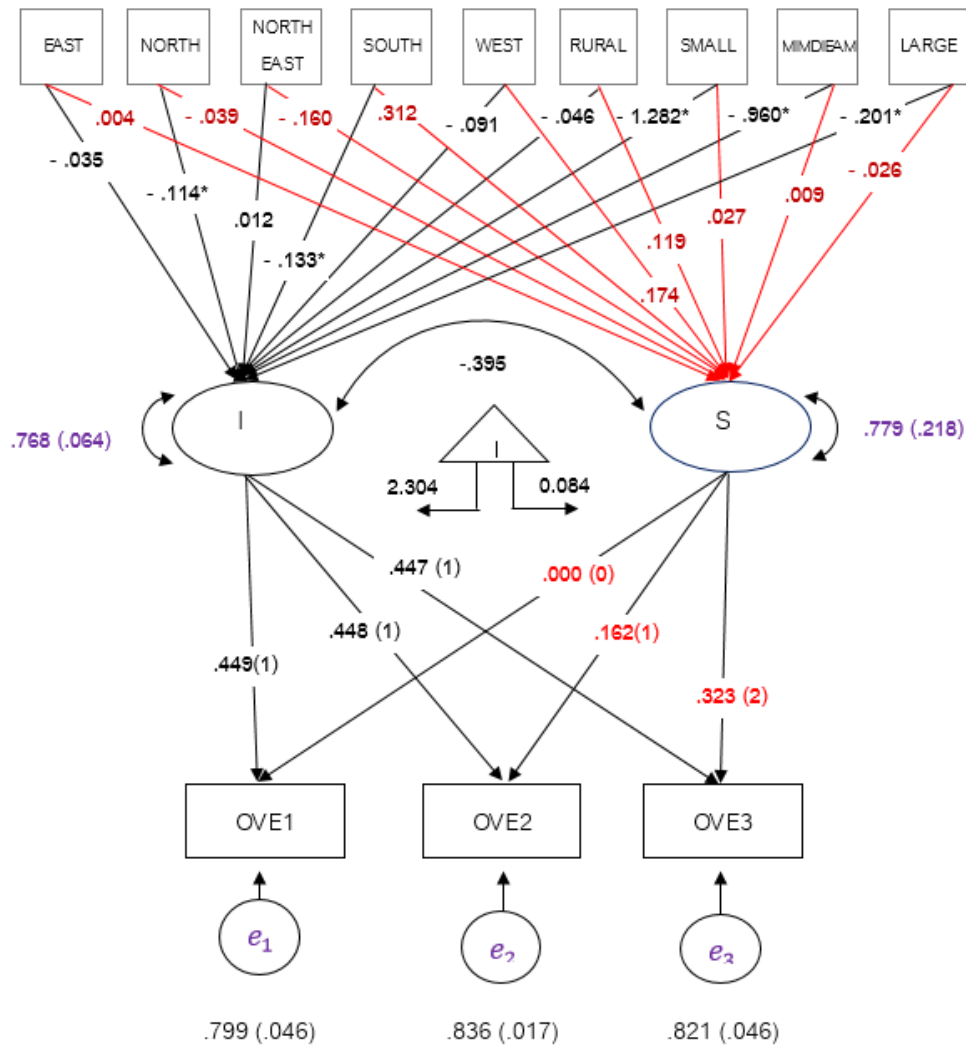 EAST
NORTH
NORTH
EAST
SOUTH
WEST
RURAL
SMALL
MIMDIEAM
LARGE
.004
- .039
- .160
.312
- .091
- .046
- 1.282*
- .960*
- .201*
- .035
- .114*
.012
- .133*
.174
.119
.027
.009
- .026
-.395
I
S
.768 (.064)
.779 (.218)
I
2.304
0.084
.447 (1)
.000 (0)
.448 (1)
.162(1)
.449(1)
.323 (2)
OVE1
OVE2
OVE3
e₁
e₂
e₃
.799 (.046)
.836 (.017)
.821 (.046)